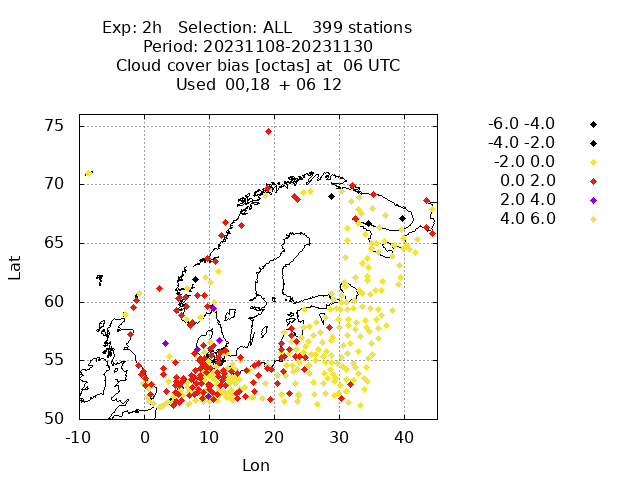 Exp: 2h   Selection: ALL    399 stations
Period: 20231108-20231130
Cloud cover bias [octas] at  06 UTC
Used  00,18  + 06 12
-6.0 -4.0
-4.0 -2.0
-2.0 0.0
0.0 2.0
2.0 4.0
4.0 6.0
75
70
65
60
55
50
Lat
-10 0 10 20 30 40
Lon